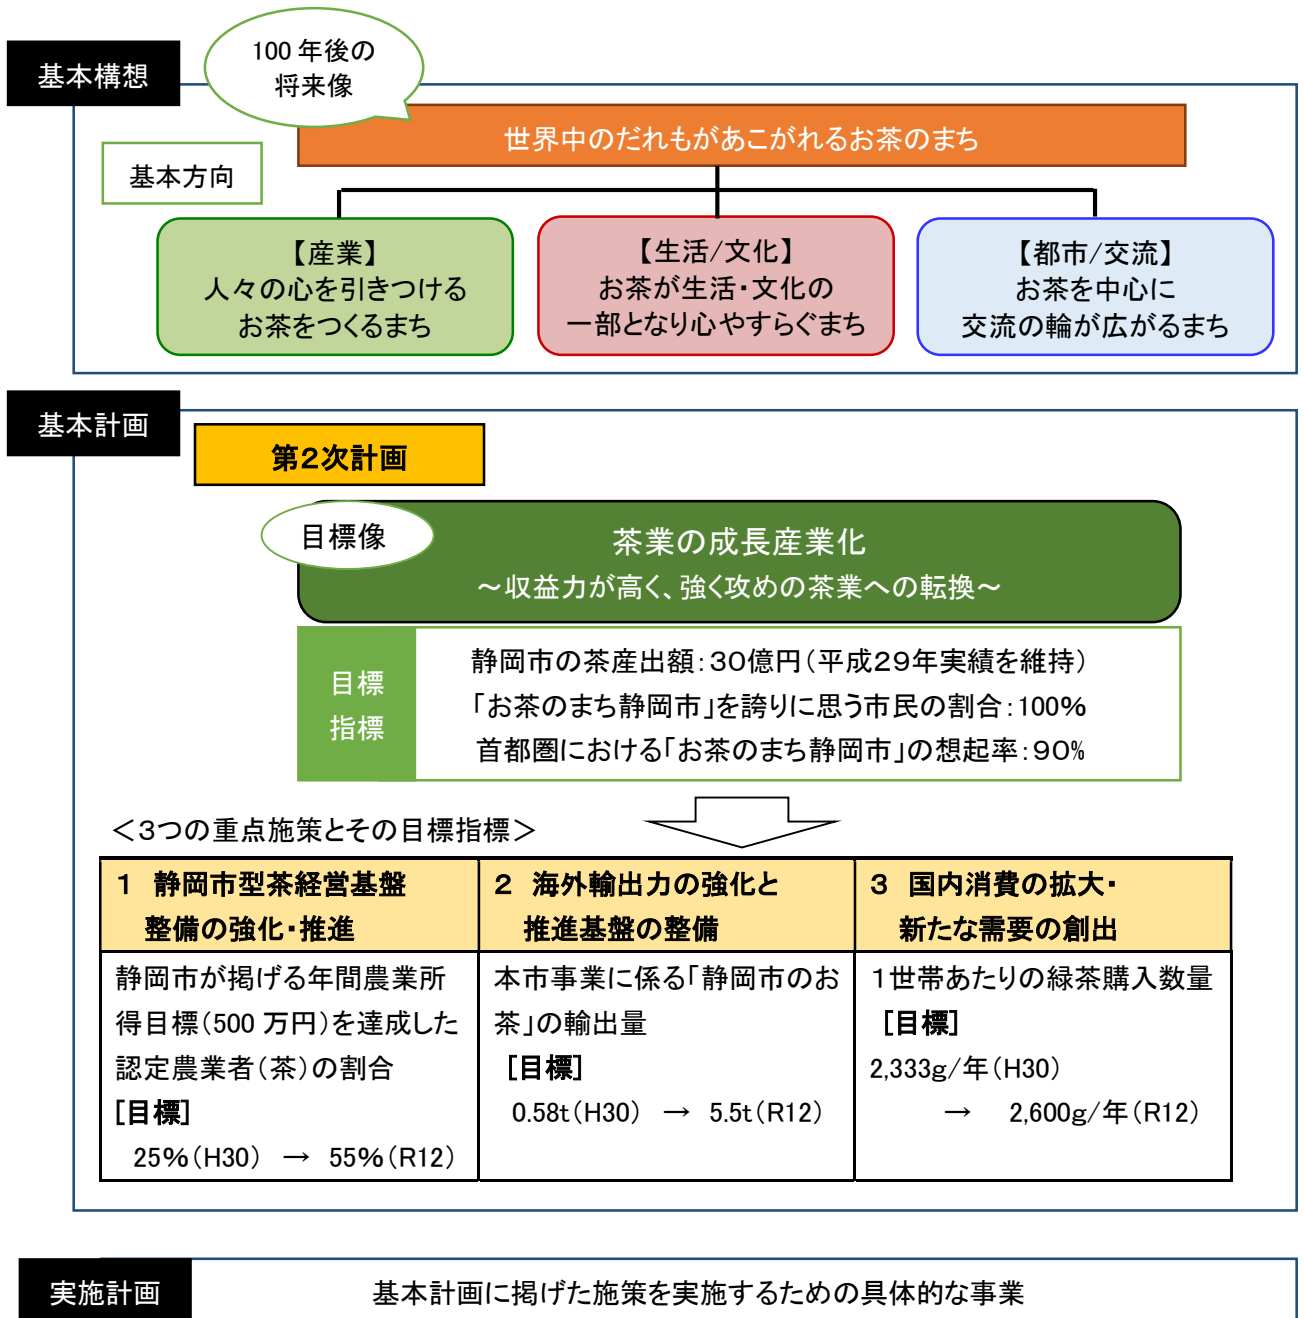 基本構想
100年後の
将来像
世界中のだれもがあこがれるお茶のまち
基本方向
【産業】
人々の心を引きつける
お茶をつくるまち
【生活/文化】
お茶が生活・文化の
一部となり心やすらぐまち
【都市/交流】
お茶を中心に
交流の輪が広がるまち
基本計画
第2次計画
目標像
茶業の成長産業化
～収益力が高く、強く攻めの茶業への転換～
目標
指標
静岡市の茶産出額：30億円（平成29年実績を維持）
「お茶のまち静岡市」を誇りに思う市民の割合：100％
首都圏における「お茶のまち静岡市」の想起率：90％
＜3つの重点施策とその目標指標＞
1 静岡市型茶経営基盤
整備の強化・推進
静岡市が掲げる年間農業所
得目標（500万円）を達成した
認定農業者（茶）の割合
［目標］
25％（H30） → 55％（R12）
2 海外輸出力の強化と
推進基盤の整備
本市事業に係る「静岡市のお
茶」の輸出量
［目標］
0.58t（H30） → 5.5t（R12）
3 国内消費の拡大・
新たな需要の創出
1世帯あたりの緑茶購入数量
［目標］
2,333g/年（H30）
→ 2,600g/年（R12）
実施計画
基本計画に掲げた施策を実施するための具体的な事業